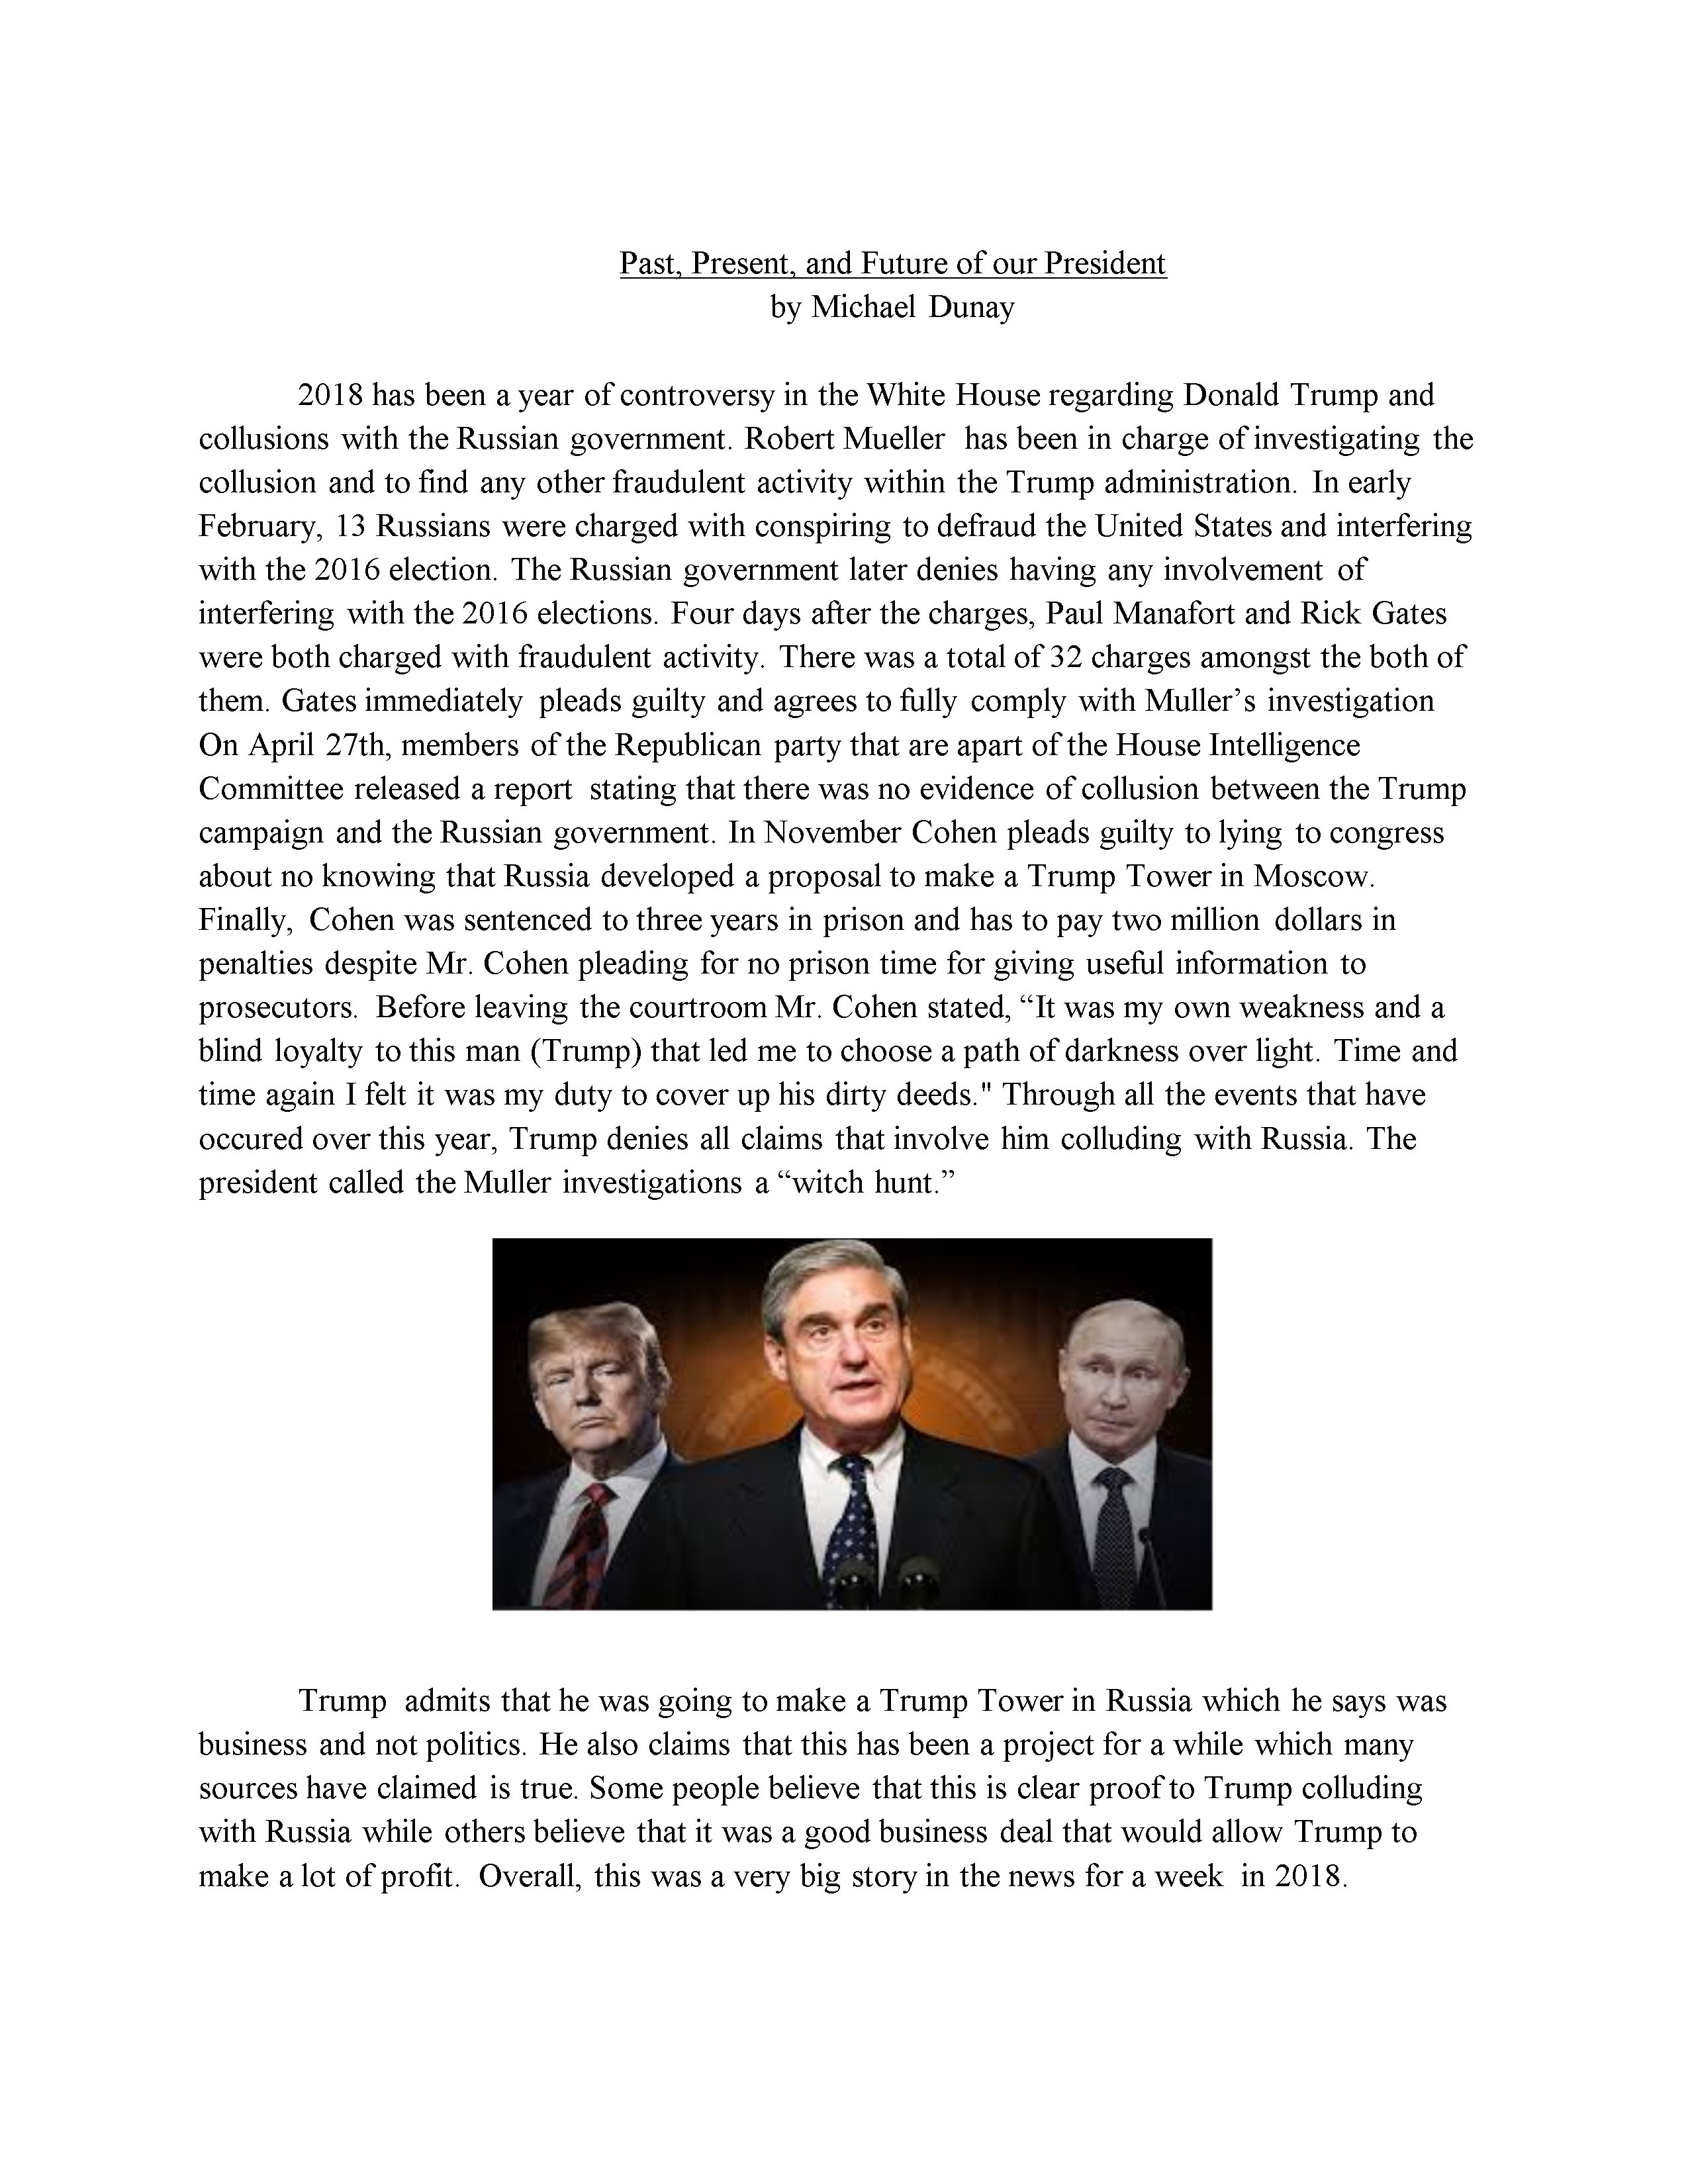 Past, Present, and Future of our President
by Michael Dunay
2018 has been a year of controversy in the White House regarding Donald Trump and
collusions with the Russian government. Robert Mueller has been in charge of investigating the
collusion and to find any other fraudulent activity within the Trump administration. In early
February, 13 Russians were charged with conspiring to defraud the United States and interfering
with the 2016 election. The Russian government later denies having any involvement of
interfering with the 2016 elections. Four days after the charges, Paul Manafort and Rick Gates
were both charged with fraudulent activity. There was a total of 32 charges amongst the both of
them. Gates immediately pleads guilty and agrees to fully comply with Muller’s investigation
On April 27th, members of the Republican party that are apart of the House Intelligence
Committee released a report stating that there was no evidence of collusion between the Trump
campaign and the Russian government. In November Cohen pleads guilty to lying to congress
about no knowing that Russia developed a proposal to make a Trump Tower in Moscow.
Finally, Cohen was sentenced to three years in prison and has to pay two million dollars in
penalties despite Mr. Cohen pleading for no prison time for giving useful information to
prosecutors. Before leaving the courtroom Mr. Cohen stated, “It was my own weakness and a
blind loyalty to this man (Trump) that led me to choose a path of darkness over light. Time and
time again I felt it was my duty to cover up his dirty deeds." Through all the events that have
occured over this year, Trump denies all claims that involve him colluding with Russia. The
president called the Muller investigations a “witch hunt.”
Trump admits that he was going to make a Trump Tower in Russia which he says was
business and not politics. He also claims that this has been a project for a while which many
sources have claimed is true. Some people believe that this is clear proof to Trump colluding
with Russia while others believe that it was a good business deal that would allow Trump to
make a lot of profit. Overall, this was a very big story in the news for a week in 2018.